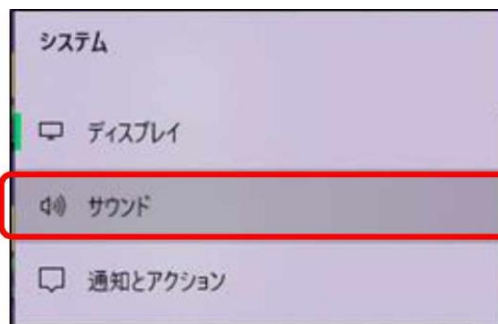 システム
ディスプレイ
サウンド
通知とアクション